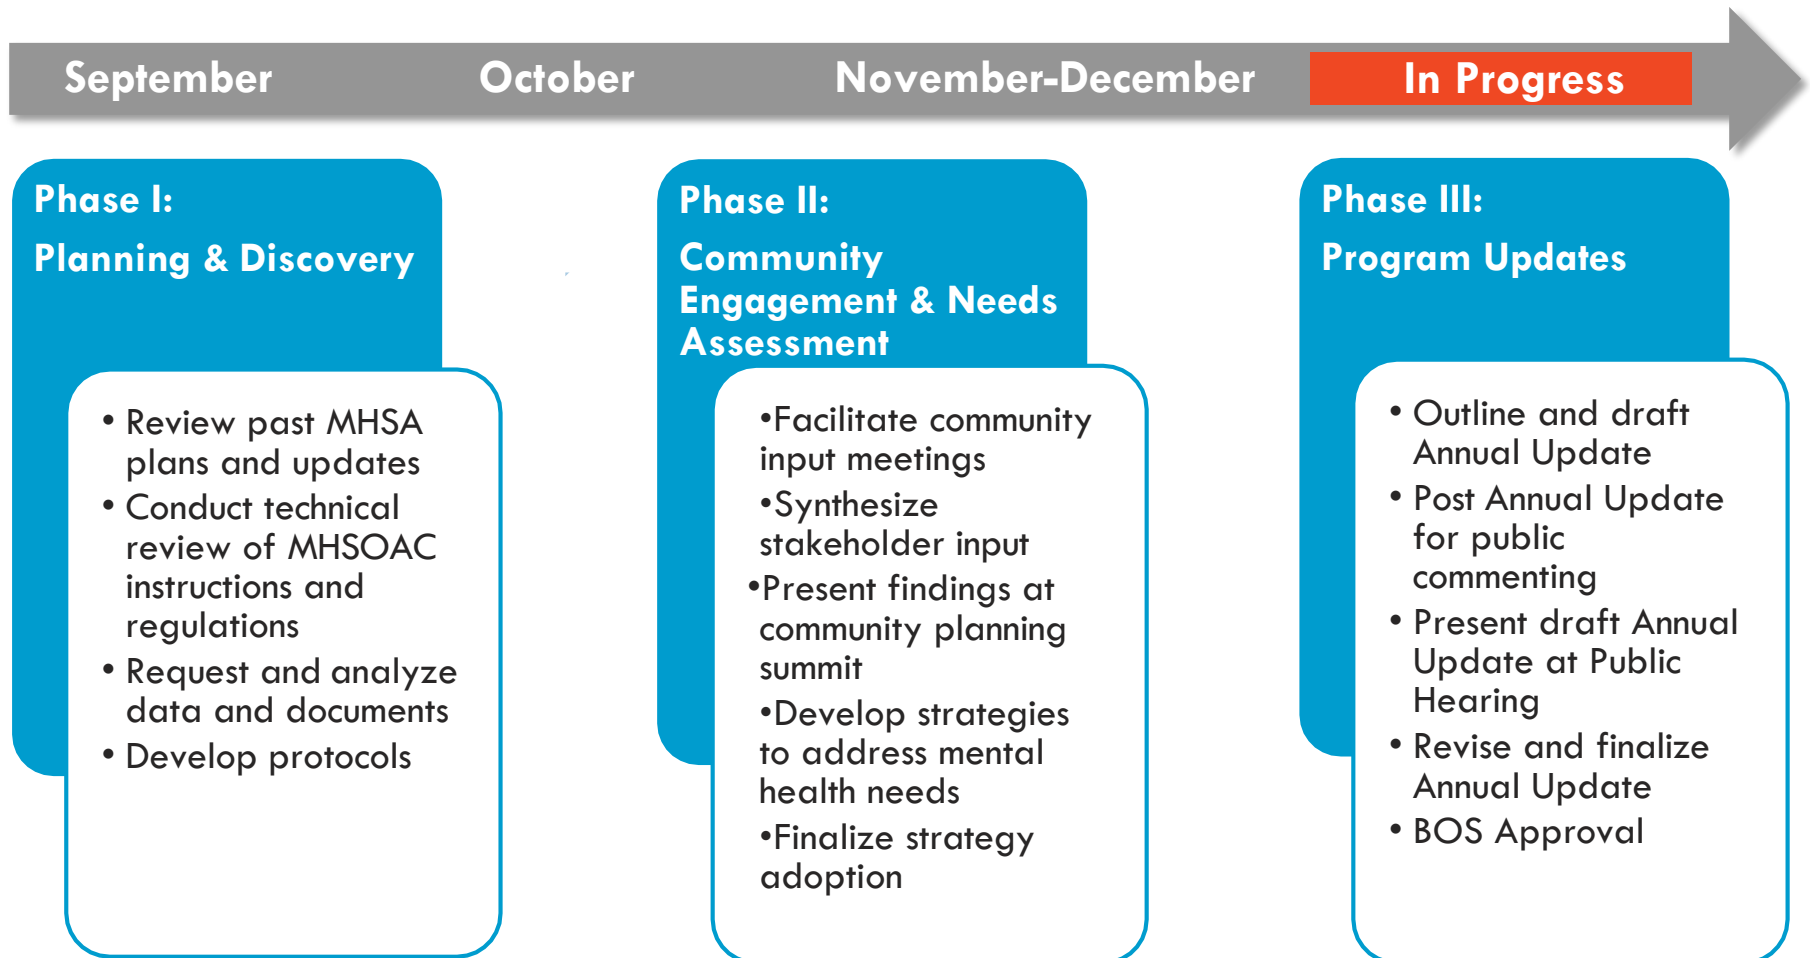 September October November-December In Progress
Phase I:
Planning & Discovery
• Review past MHSA
plans and updates
• Conduct technical
review of MHSOAC
instructions and
regulations
• Request and analyze
data and documents
• Develop protocols
Phase II:
Community
Engagement & Needs
Assessment
•Facilitate community
input meetings
•Synthesize
stakeholder input
•Present findings at
community planning
summit
•Develop strategies
to address mental
health needs
•Finalize strategy
adoption
Phase III:
Program Updates
• Outline and draft
Annual Update
• Post Annual Update
for public
commenting
• Present draft Annual
Update at Public
Hearing
• Revise and finalize
Annual Update
• BOS Approval